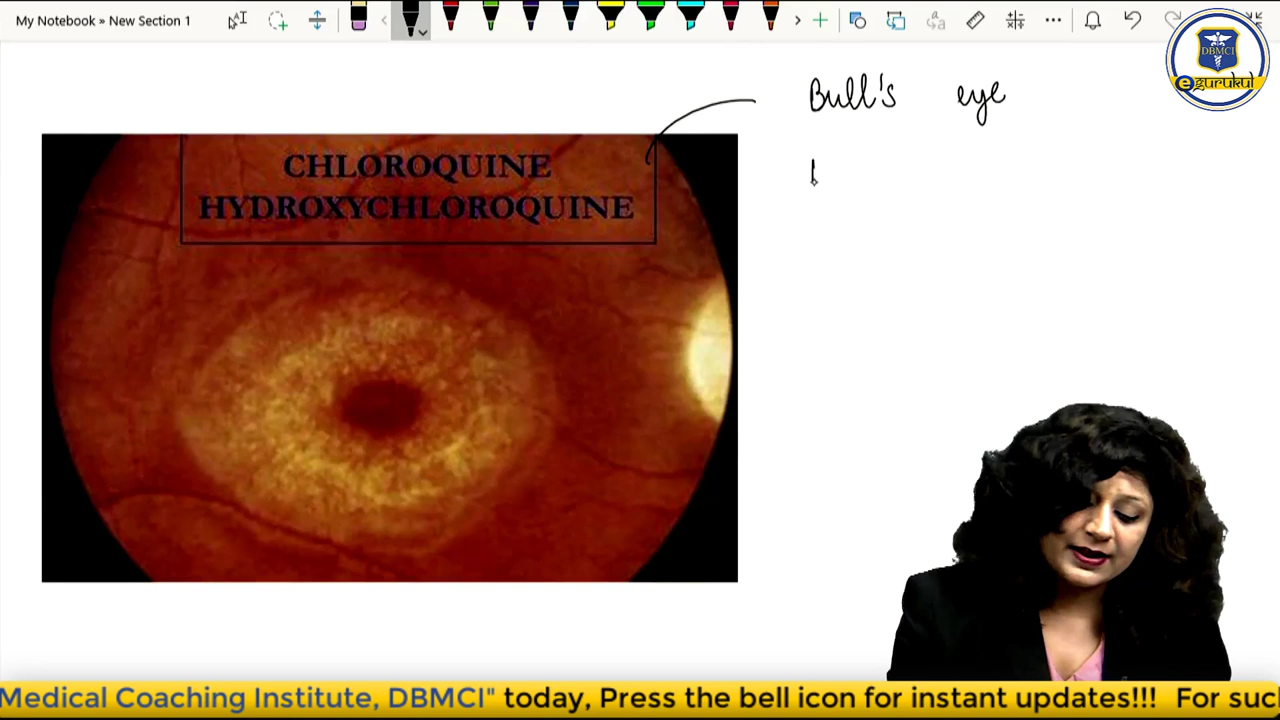 My Notebook » New Section 1
DBMCI
egurukul
Bull's eye
CHLOROQUINE
HYDROXYCHLOROQUINE
Medical Coaching Institute, DBMCI" today, Press the bell icon for instant updates!!! For suc